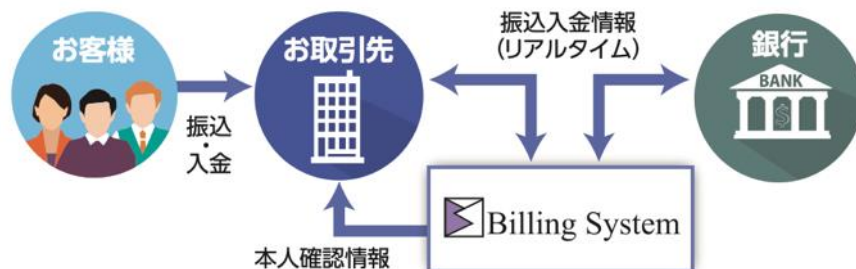 お客様
振込
・
入金
お取引先
振込入金情報
(リアルタイム)
銀行
BANK
$
Billing System
本人確認情報